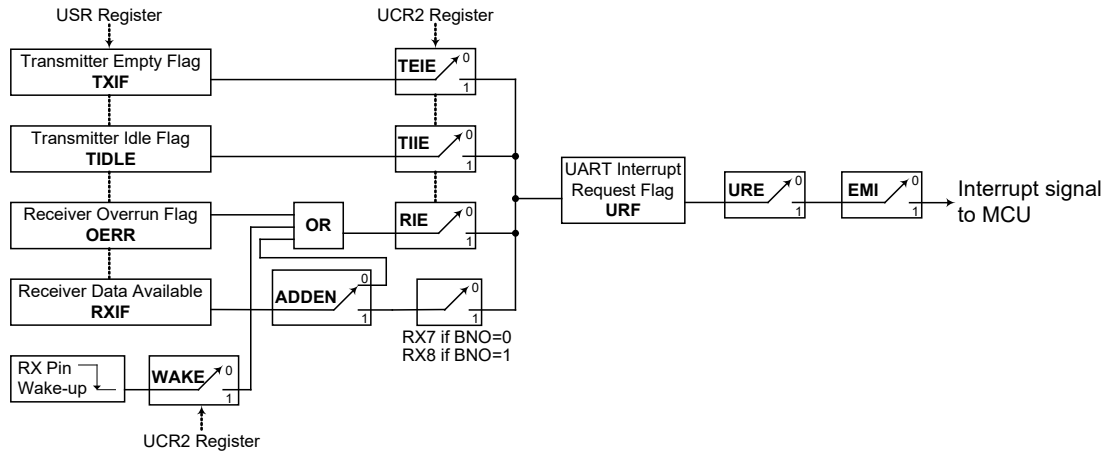 USR Register
UCR2 Register
Transmitter Empty Flag
TXIF
TEIE
0
1
Transmitter Idle Flag
TIDLE
TIIE
0
1
UART Interrupt
Request Flag
URF
URE
0
1
EMI
0
1
Interrupt signal
to MCU
Receiver Overrun Flag
OERR
OR
RIE
0
1
Receiver Data Available
RXIF
ADDEN
0
1
0
1
RX7 if BNO=0
RX8 if BNO=1
RX Pin
Wake-up
WAKE
0
1
UCR2 Register